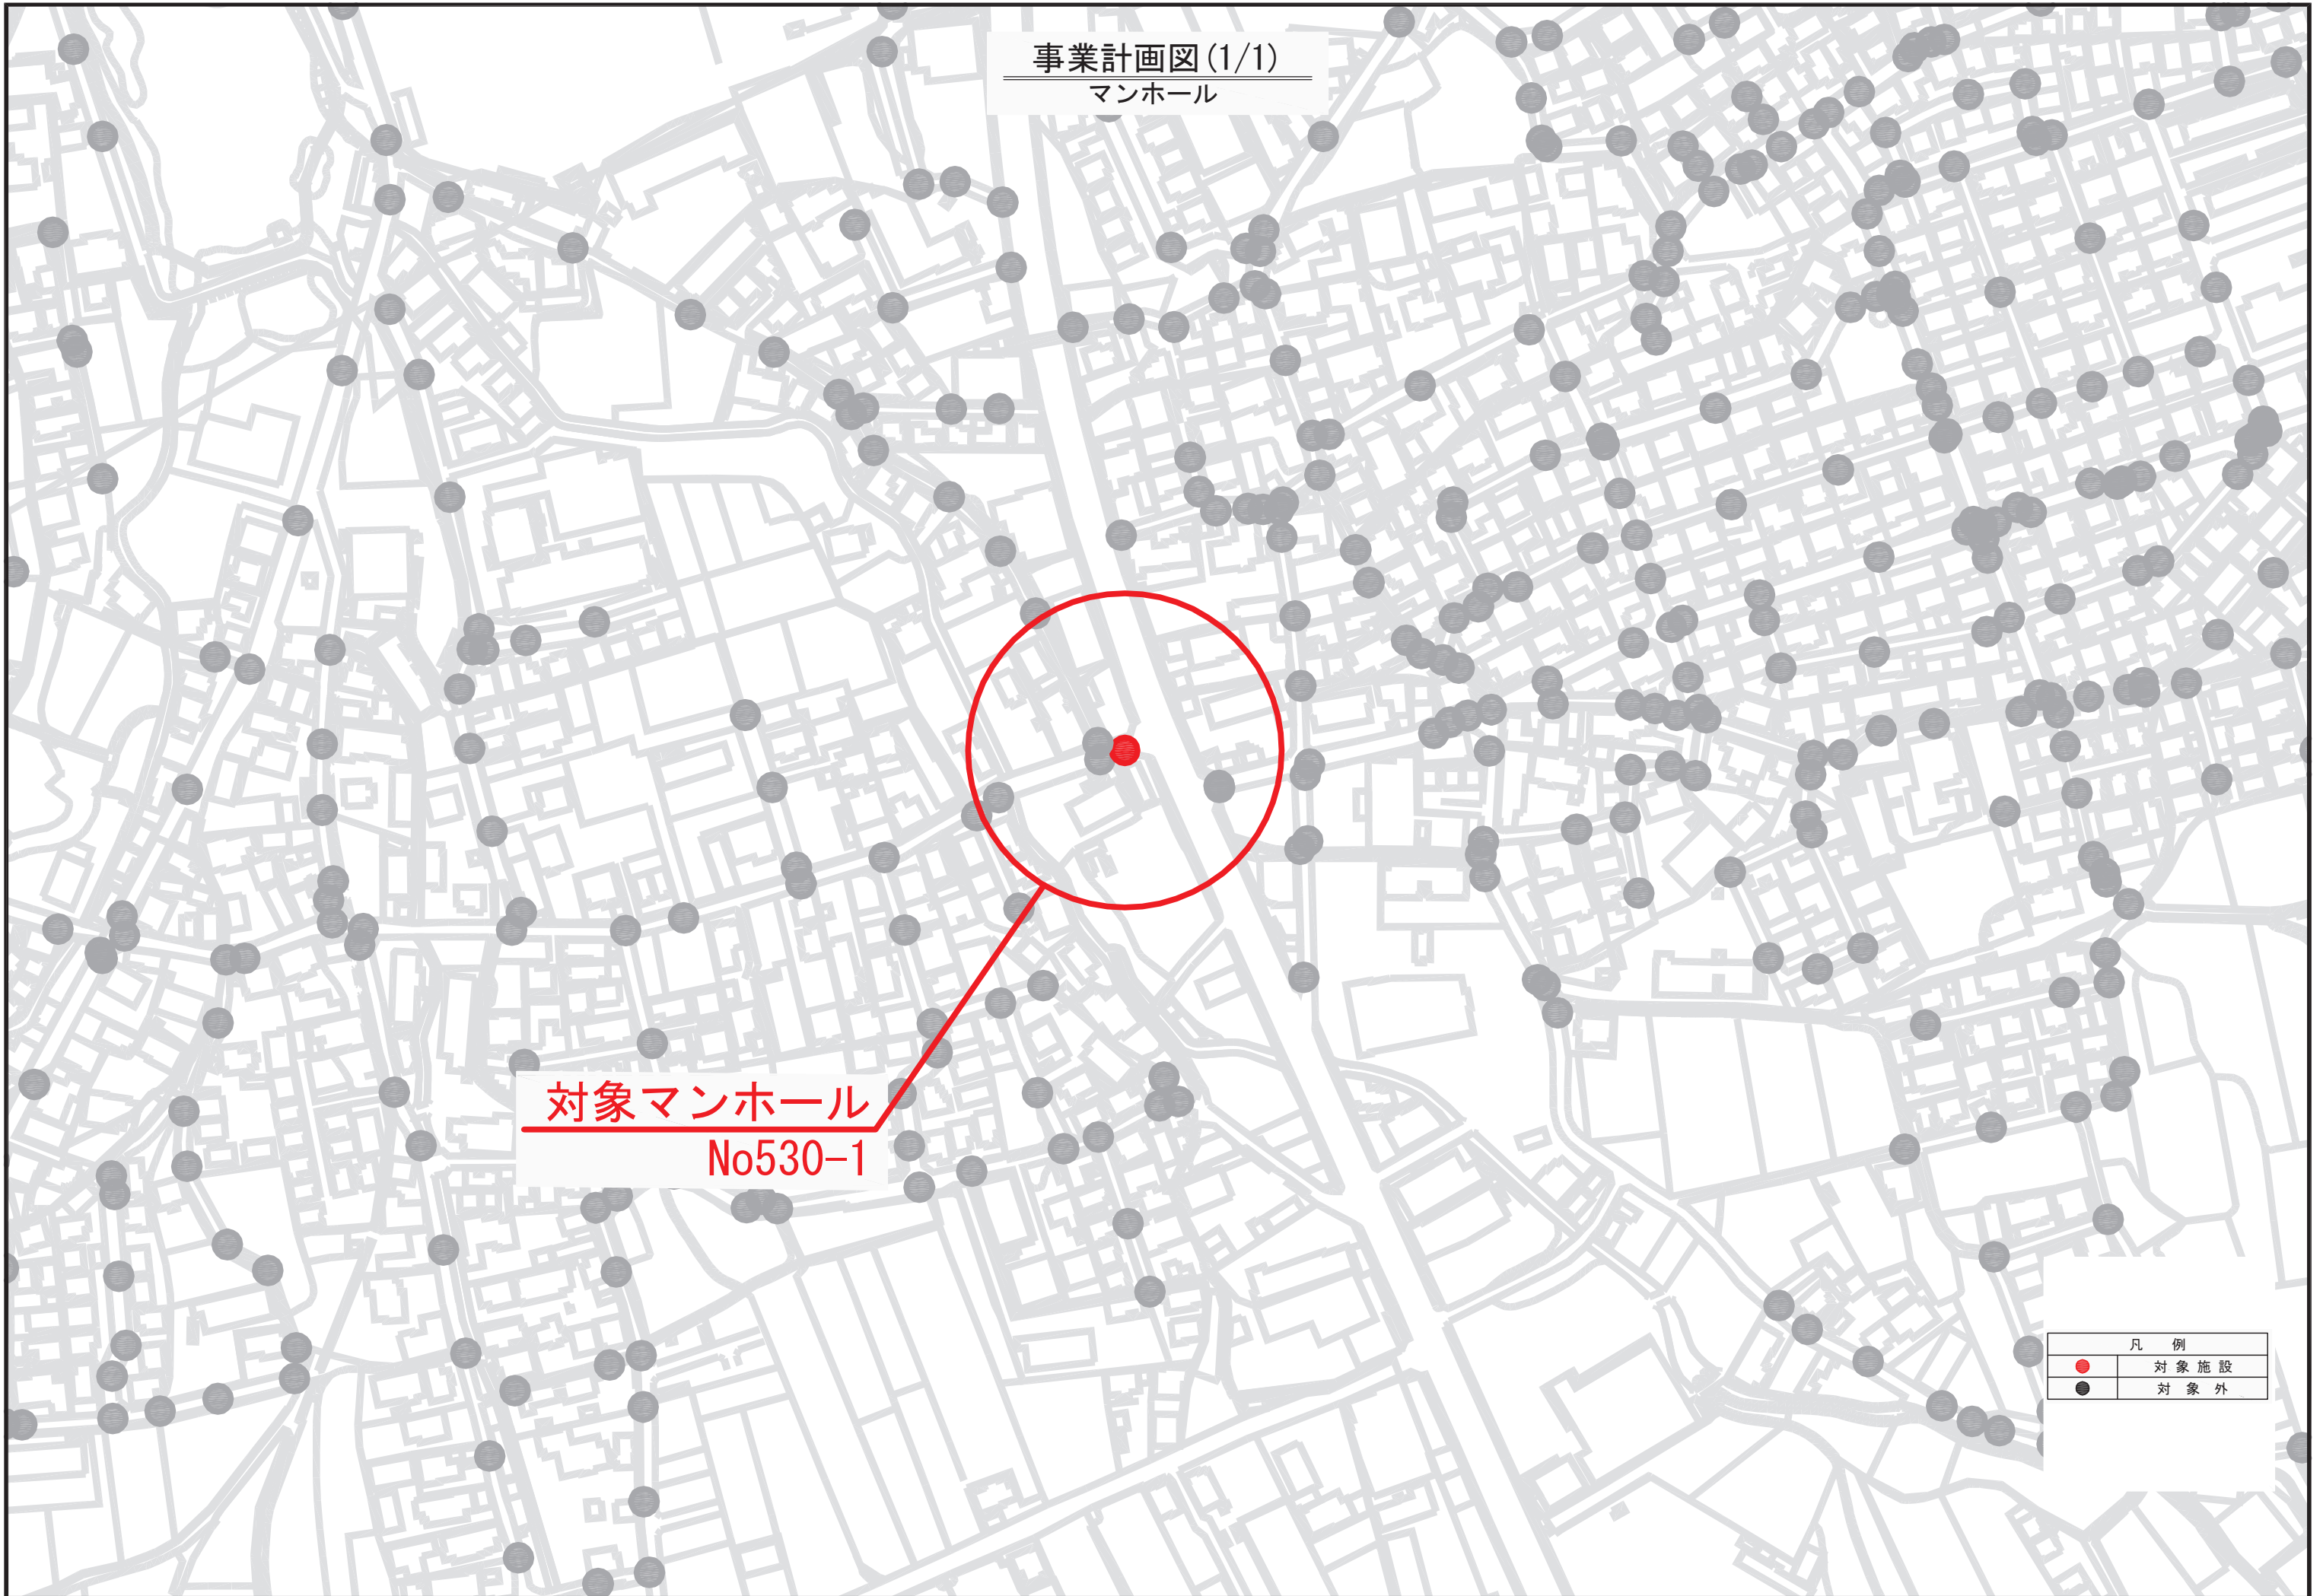 事業計画図(1/1)
マンホール
対象マンホール
No530-1
凡 例
対 象 施 設
対 象 外